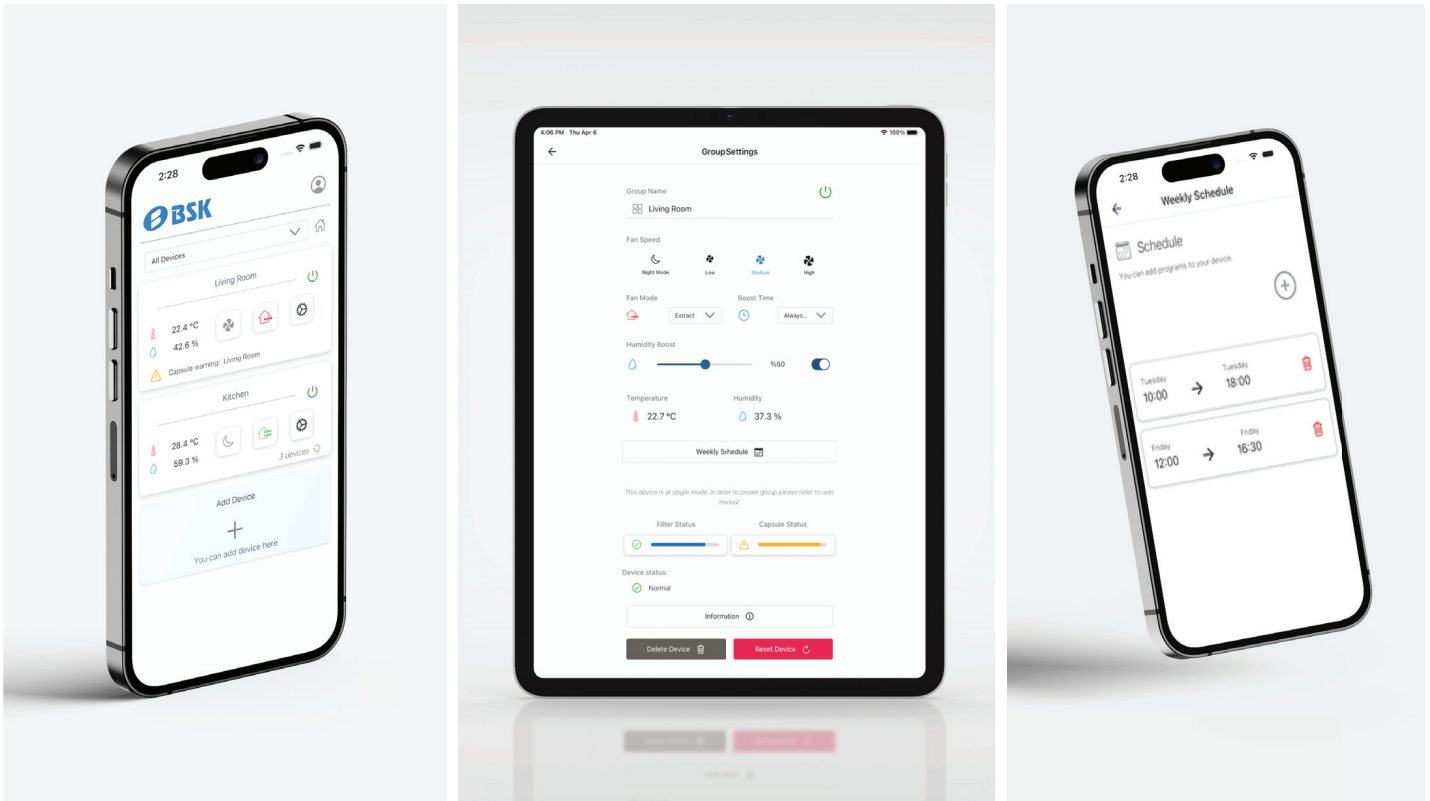 2:28
BSK
All Devices
Living Room
22.4 °C
42.6 %
Capsule warning: Living Room
Kitchen
28.4 °C
59.3 %
3 devices
Add Device
You can add device here
4:06 PM Thu Apr 6
100%
GroupSettings
Group Name
Living Room
Fan Speed
Night Mode Low Medium High
Fan Mode Boost Time
Extract Always...
Humidity Boost
%50
Temperature Humidity
22.7 °C 37.3 %
Weekly Schedule
This device is at single mode. In orer to create group please refer to user
manual.
Filter Status Capsule Status
Device status:
Normal
Information
Delete Device Reset Device
2:28
Weekly Schedule
Schedule
You can add programs to your device.
Tuesday Tuesday
10:00 18:00
Friday Friday
12:00 16:30